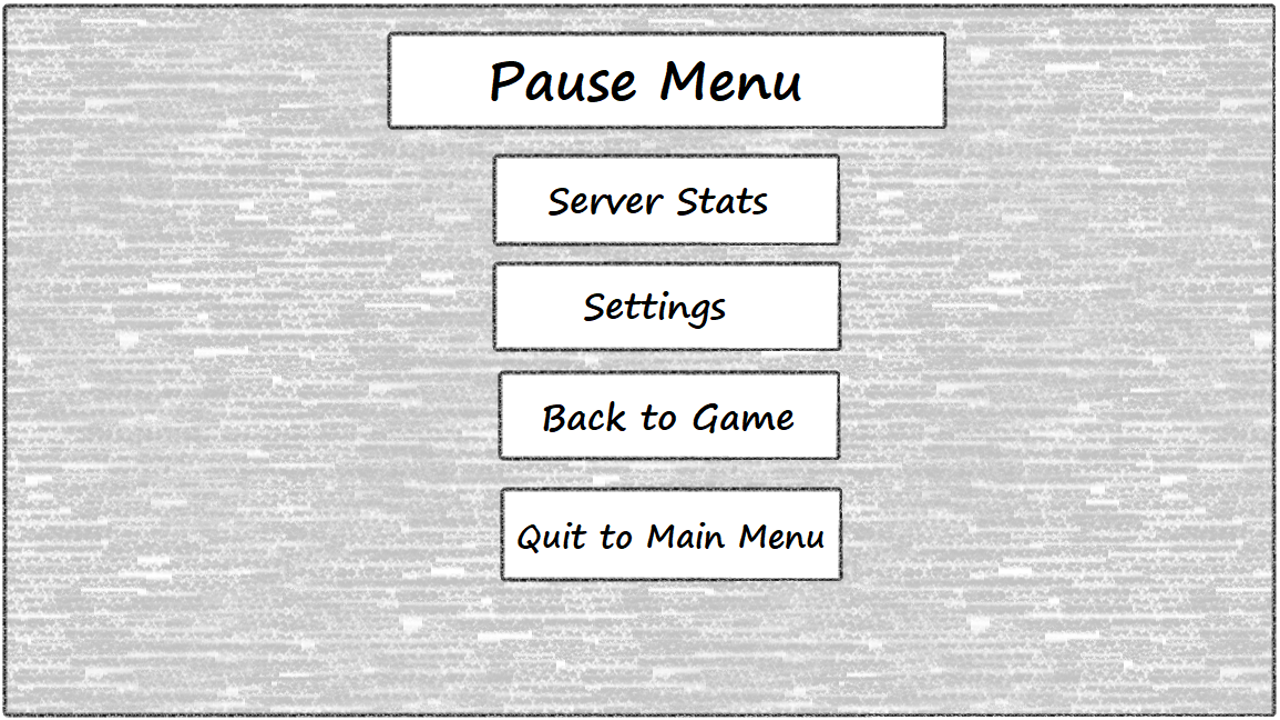 Pause Menu
Server Stats
Settings
Back to Game
Quit to Main Menu